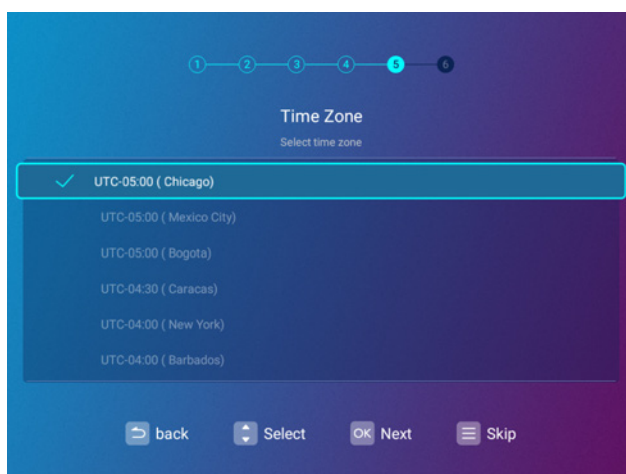 1 2 3 4 5 6
Time Zone
Select time zone
UTC-05:00 ( Chicago)
UTC-05:00 ( Mexico City)
UTC-05:00 ( Bogota)
UTC-04:30 ( Caracas)
UTC-04:00 ( New York)
UTC-04:00 ( Barbados)
back Select OK Next Skip